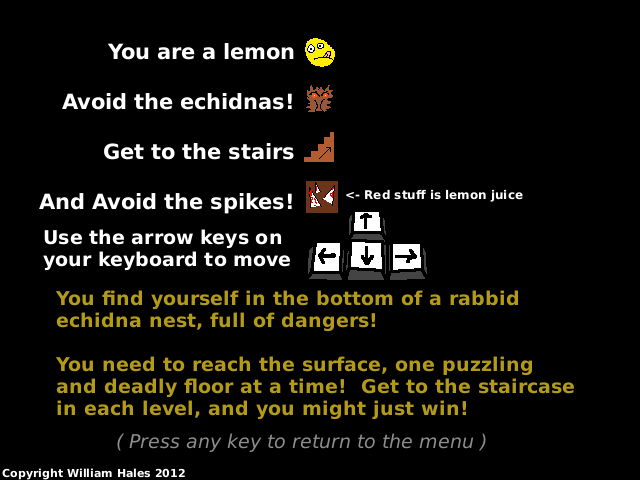 You are a lemon
Avoid the echidnas!
Get to the stairs
And Avoid the spikes!
<- Red stuff is lemon juice
Use the arrow keys on
your keyboard to move
You find yourself in the bottom of a rabbid
echidna nest, full of dangers!
You need to reach the surface, one puzzling
and deadly floor at a time!  Get to the staircase
in each level, and you might just win!
( Press any key to return to the menu )
Copyright William Hales 2012